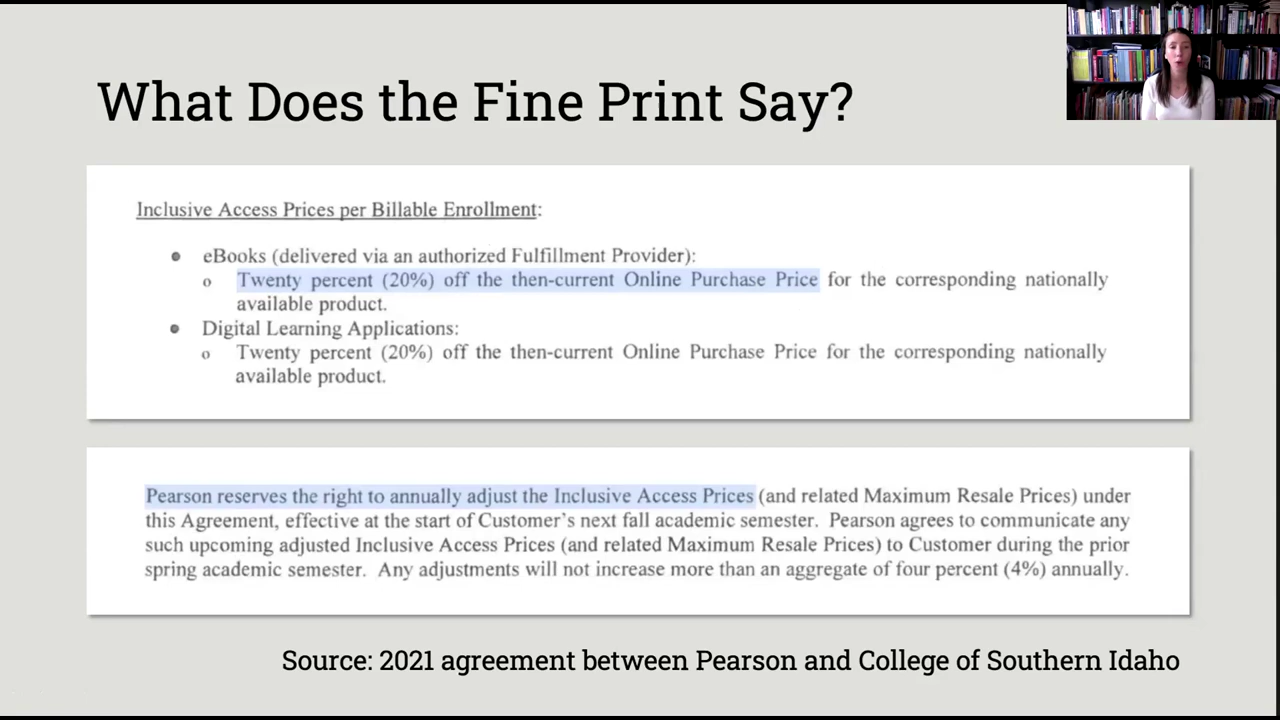 What Does the Fine Print Say?
Inclusive Access Prices per Billable Enrollment:
● eBooks (delivered via an authorized Fulfillment Provider):
o Twenty percent (20%) off the then-current Online Purchase Price for the corresponding nationally
available product.
● Digital Learning Applications:
o Twenty percent (20%) off the then-current Online Purchase Price for the corresponding nationally
available product.
Pearson reserves the right to annually adjust the Inclusive Access Prices (and related Maximum Resale Prices) under
this Agreement, effective at the start of Customer's next fall academic semester. Pearson agrees to communicate any
such upcoming adjusted Inclusive Access Prices (and related Maximum Resale Prices) to Customer during the prior
spring academic semester. Any adjustments will not increase more than an aggregate of four percent (4%) annually.
Source: 2021 agreement between Pearson and College of Southern Idaho